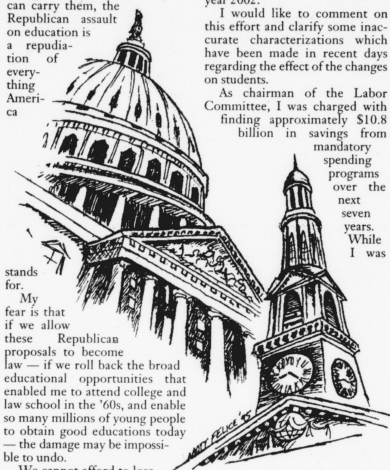 can carry them, the
Republican assault
on education is
a repudia-
tion of
every-
thing
Ameri-
ca
stands
for.
My
fear is that
if we allow
these Republican
proposals to become
law — if we roll back the broad
educational opportunities that
enabled me to attend college and
law school in the '60s, and enable
so many millions of young people
to obtain good educations today
— the damage may be impossi-
ble to undo.
We cannot afford to lose
year 2002.
I would like to comment on
this effort and clarify some inac-
curate characterizations which
have been made in recent days
regarding the effect of the changes
on students.
As chairman of the Labor
Committee, I was charged with
finding approximately $10.8
billion in savings from
mandatory
spending
programs
over the
next
seven
years.
While
I was
MATT FELICE '95